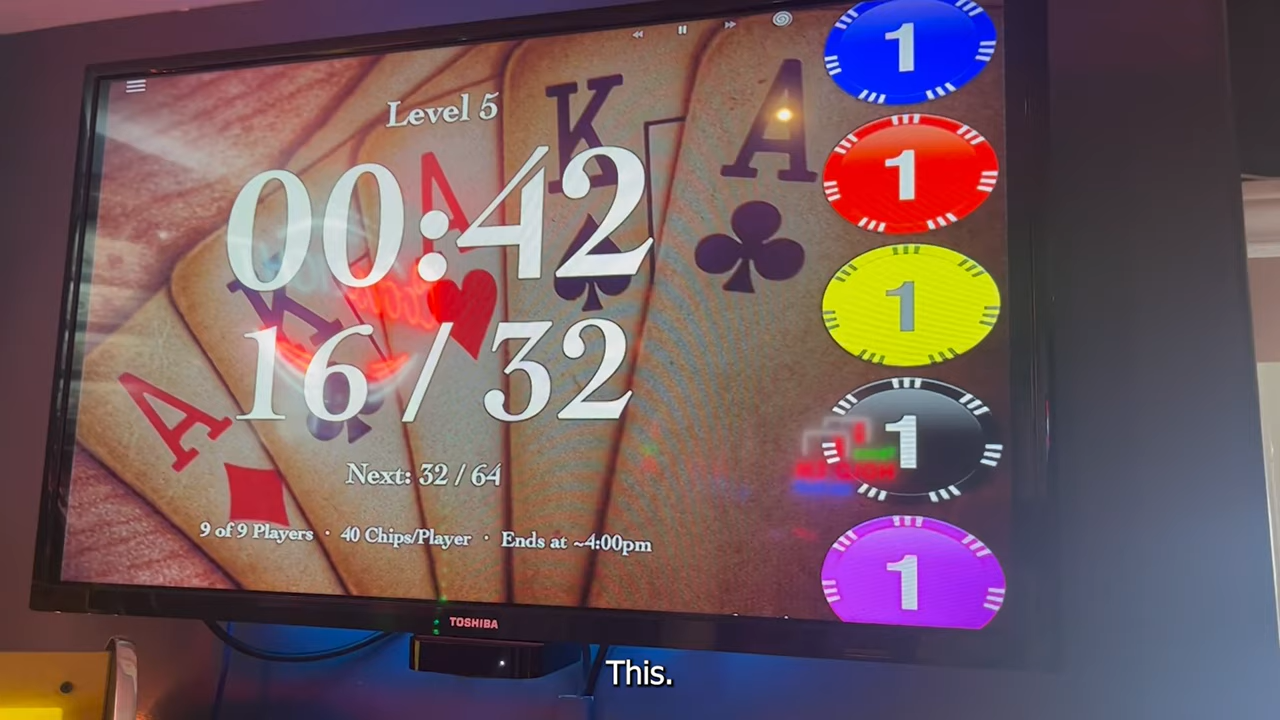 Level 5
K
A
00:42
A
K
16 / 32
A
Next: 32 / 64
9 of 9 Players · 40 Chips/Player · Ends at ~4:00pm
1
1
1
1
1
TOSHIBA
This.